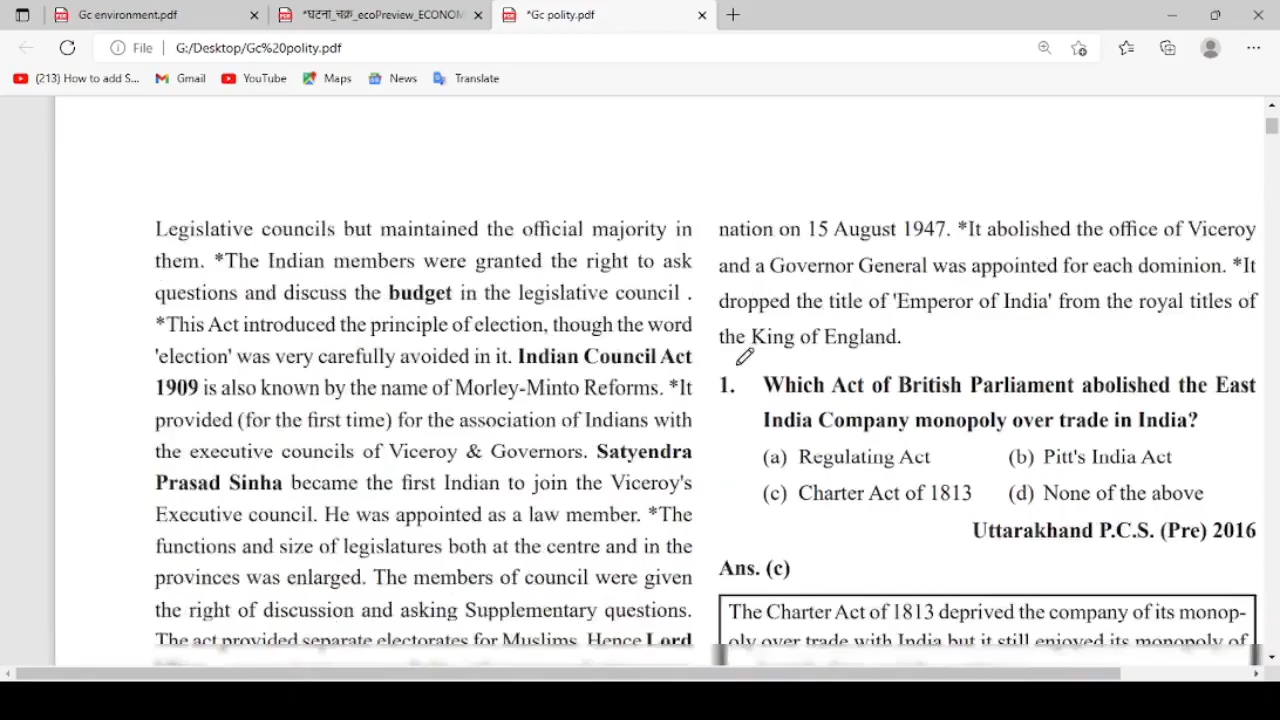 Gc environment.pdf
*घटना_चक्र_ecoPreview_ECONOM
*Gc polity.pdf
File G:/Desktop/Gc%20polity.pdf
(213) How to add S... Gmail YouTube Maps News Translate
Legislative councils but maintained the official majority in
them. *The Indian members were granted the right to ask
questions and discuss the budget in the legislative council .
*This Act introduced the principle of election, though the word
'election' was very carefully avoided in it. Indian Council Act
1909 is also known by the name of Morley-Minto Reforms. *It
provided (for the first time) for the association of Indians with
the executive councils of Viceroy & Governors. Satyendra
Prasad Sinha became the first Indian to join the Viceroy's
Executive council. He was appointed as a law member. *The
functions and size of legislatures both at the centre and in the
provinces was enlarged. The members of council were given
the right of discussion and asking Supplementary questions.
The act provided separate electorates for Muslims. Hence Lord
nation on 15 August 1947. *It abolished the office of Viceroy
and a Governor General was appointed for each dominion. *It
dropped the title of 'Emperor of India' from the royal titles of
the King of England.
1. Which Act of British Parliament abolished the East
India Company monopoly over trade in India?
(a) Regulating Act (b) Pitt's India Act
(c) Charter Act of 1813 (d) None of the above
Uttarakhand P.C.S. (Pre) 2016
Ans. (c)
The Charter Act of 1813 deprived the company of its monop-
oly over trade with India but it still enjoyed its monopoly of